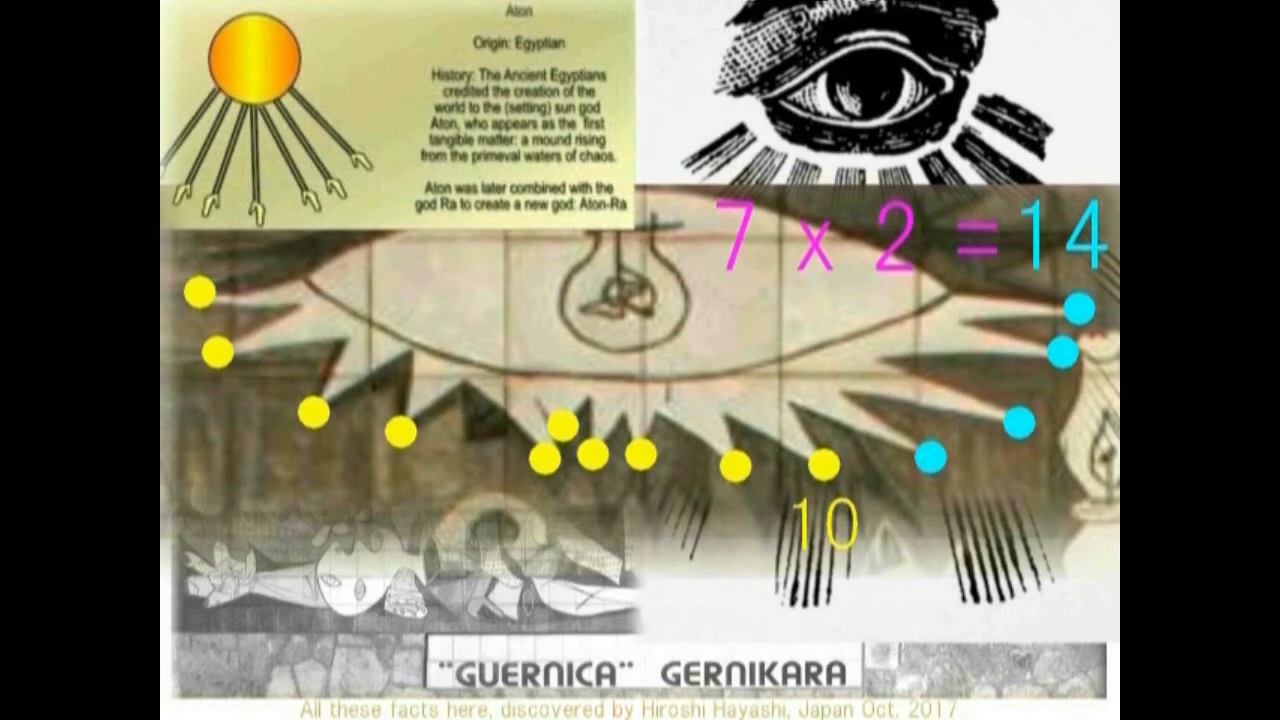 Aton
Origin: Egyptian
History: The Ancient Egyptians
credited the creation of the
world to the (setting) sun god
Aton, who appears as the first
tangible matter: a mound rising
from the primeval waters of chaos.
Aton was later combined with the
god Ra to create a new god: Aton-Ra
7 x 2 = 14
10
"GUERNICA" GERNIKARA
All these facts here, discovered by Hiroshi Hayashi, Japan Oct. 2017